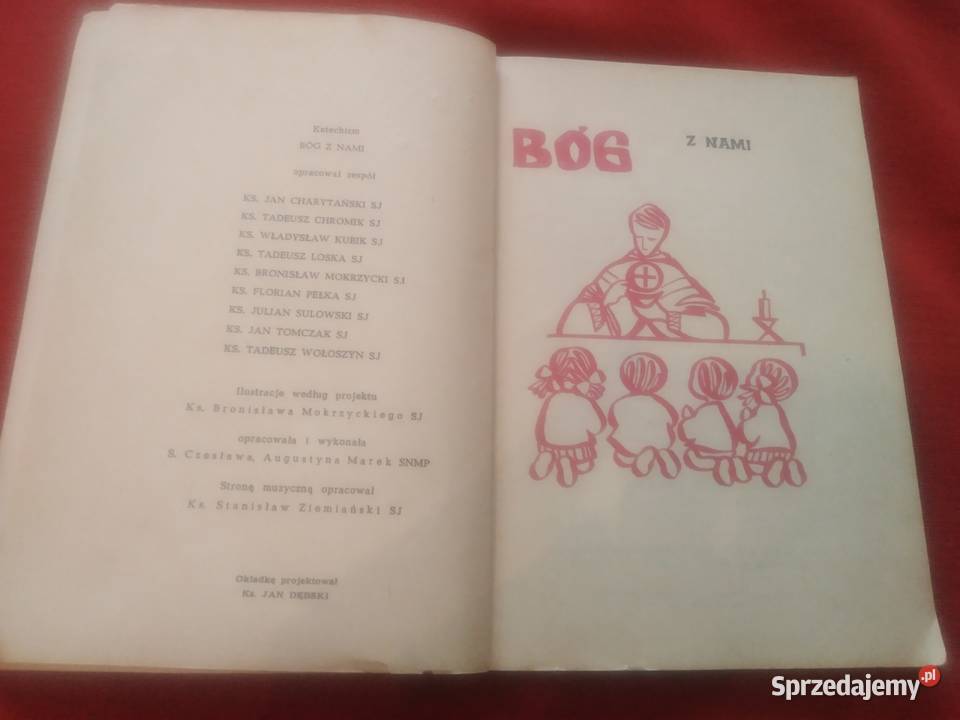 Katechizm
BÓG Z NAMI
opracował zespół
KS. JAN CHARYTAŃSKI SJ
KS. TADEUSZ CHROMIK SJ
KS. WŁADYSŁAW KUBIK SJ
KS. TADEUSZ LOSKA SJ
KS. BRONISŁAW MOKRZYCKI SJ
KS. FLORIAN PEŁKA SJ
KS. JULIAN SULOWSKI SJ
KS. JAN TOMCZAK SJ
KS. TADEUSZ WOŁOSZYN SJ
Ilustracje według projektu
Ks. Bronisława Mokrzyckiego SJ
opracowała i wykonała
S. Czesława, Augustyna Marek SNMP
Stronę muzyczną opracował
Ks. Stanisław Ziemiański SJ
Okładkę projektował
Ks. JAN DĘBSKI
BÓG Z NAMI
Sprzedajemy.pl